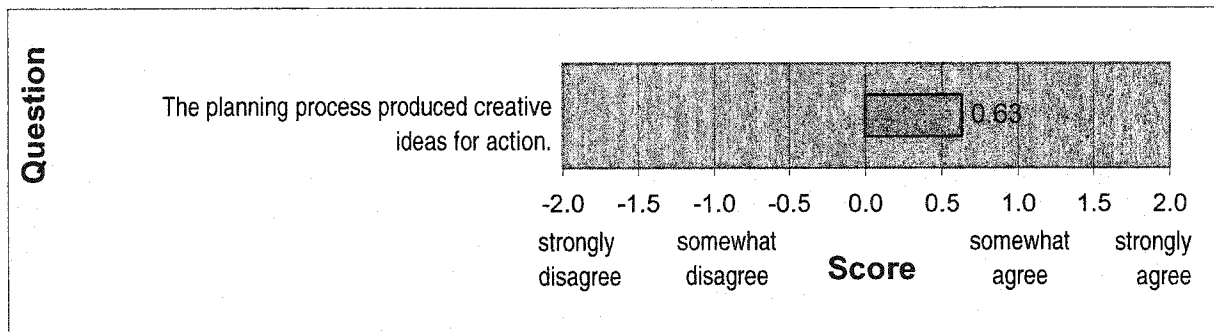 Question
The planning process produced creative
ideas for action.
0.63
-2.0 -1.5 -1.0 -0.5 0.0 0.5 1.0 1.5 2.0
strongly disagree
somewhat disagree
Score
somewhat agree
strongly agree